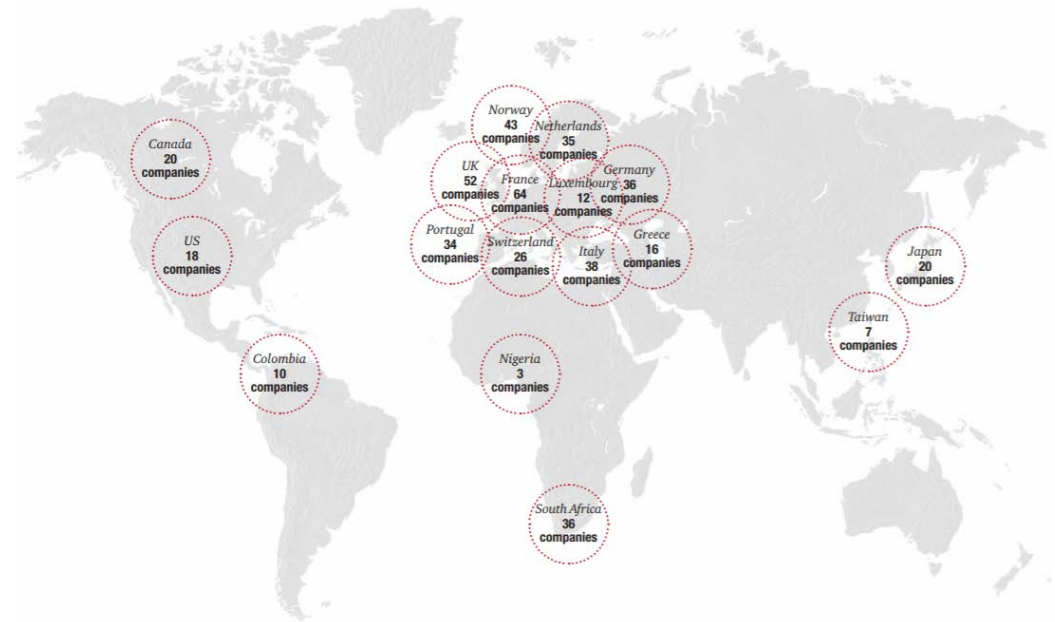 Norway
43
companies
Netherlands
35
companies
Canada
20
companies
UK
52
companies
France
64
companies
Luxembourg
12
companies
Germany
36
companies
Portugal
34
companies
Switzerland
26
companies
Italy
38
companies
Greece
16
companies
US
18
companies
Japan
20
companies
Taiwan
7
companies
Colombia
10
companies
Nigeria
3
companies
South Africa
36
companies